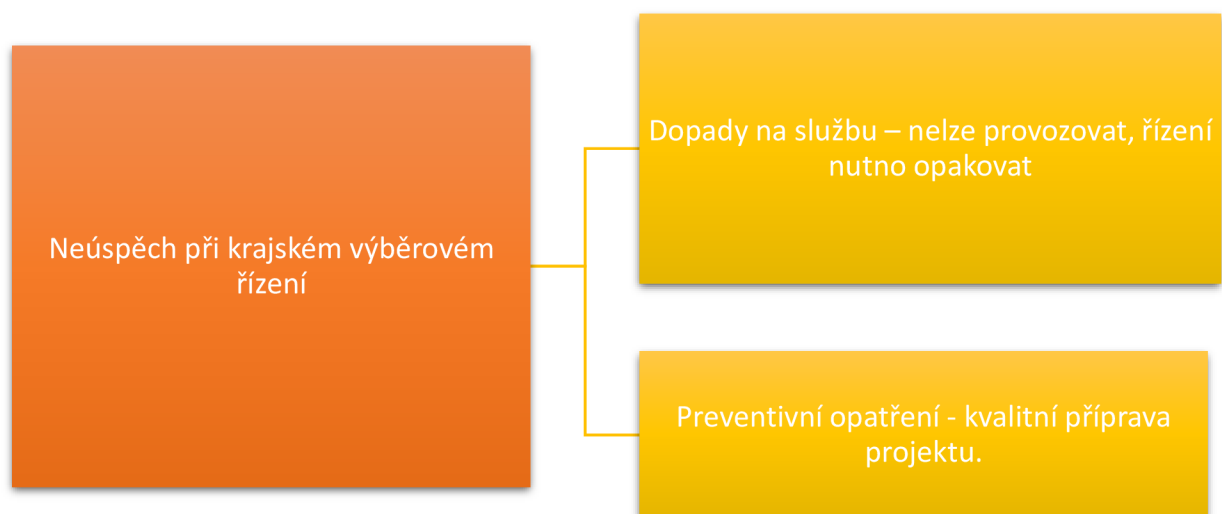 Neúspěch při krajském výběrovém
řízení
Dopady na službu – nelze provozovat, řízení
nutno opakovat
Preventivní opatření - kvalitní příprava
projektu.